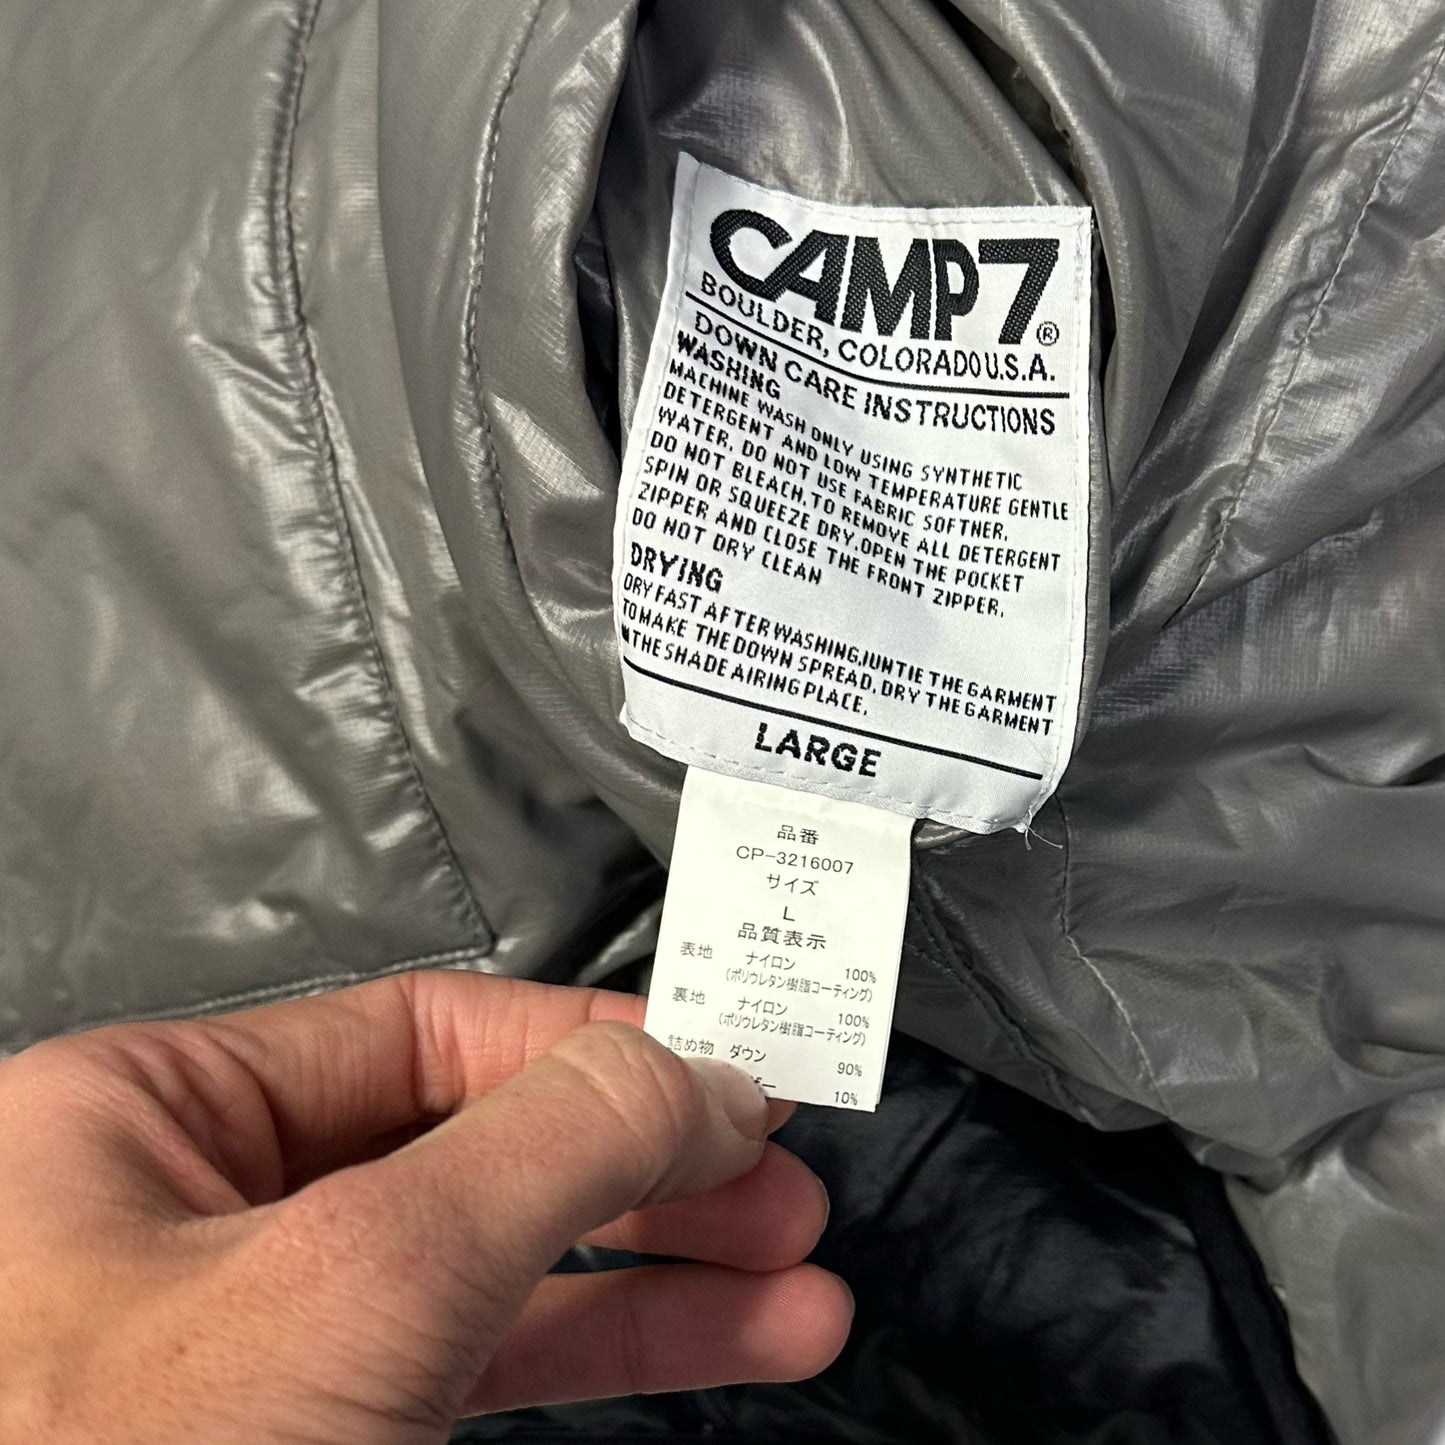 CAMP7®
BOULDER, COLORADO U.S.A.
DOWN CARE INSTRUCTIONS
WASHING
MACHINE WASH ONLY USING SYNTHETIC
DETERGENT AND LOW TEMPERATURE GENTLE
WATER. DO NOT USE FABRIC SOFTNER.
DO NOT BLEACH. TO REMOVE ALL DETERGENT
SPIN OR SQUEEZE DRY. OPEN THE POCKET
ZIPPER AND CLOSE THE FRONT ZIPPER.
DO NOT DRY CLEAN
DRYING
DRY FAST AFTER WASHING. IUNTIE THE GARMENT
TO MAKE THE DOWN SPREAD. DRY THE GARMENT
THE SHADE AIRING PLACE.
LARGE
品番
CP-3216007
サイズ
L
品質表示
表地 ナイロン 100%
(ポリウレタン樹脂コーティング)
裏地 ナイロン 100%
(ポリウレタン樹脂コーティング)
詰め物 ダウン 90%
10%